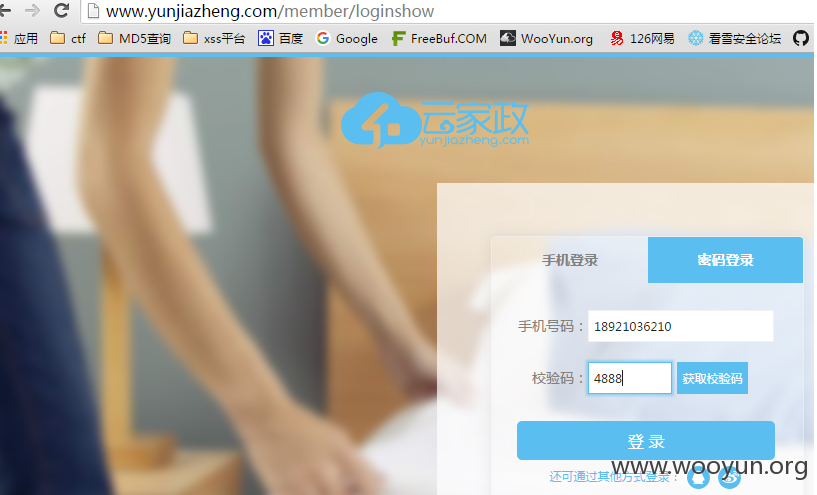 www.yunjiazheng.com/member/loginshow
应用 ctf MD5查询 xss平台 百度 Google FreeBuf.COM WooYun.org 126网易 看雪安全论坛
云家政
yunjiazheng.com
手机登录 密码登录
手机号码： 18921036210
校验码： 4888 获取校验码
登 录
还可通过其他方式登录：
www.wooyun.org